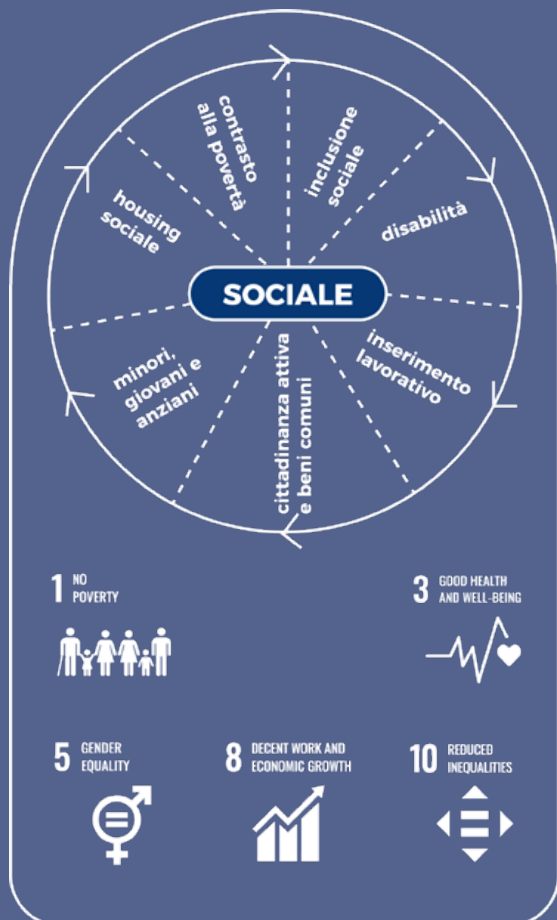 contrasto
alla povertà
inclusione
sociale
housing
sociale
disabilità
SOCIALE
minori,
giovani e
anziani
cittadinanza attiva
e beni comuni
inserimento
lavorativo
1 NO
POVERTY
3 GOOD HEALTH
AND WELL-BEING
5 GENDER
EQUALITY
8 DECENT WORK AND
ECONOMIC GROWTH
10 REDUCED
INEQUALITIES